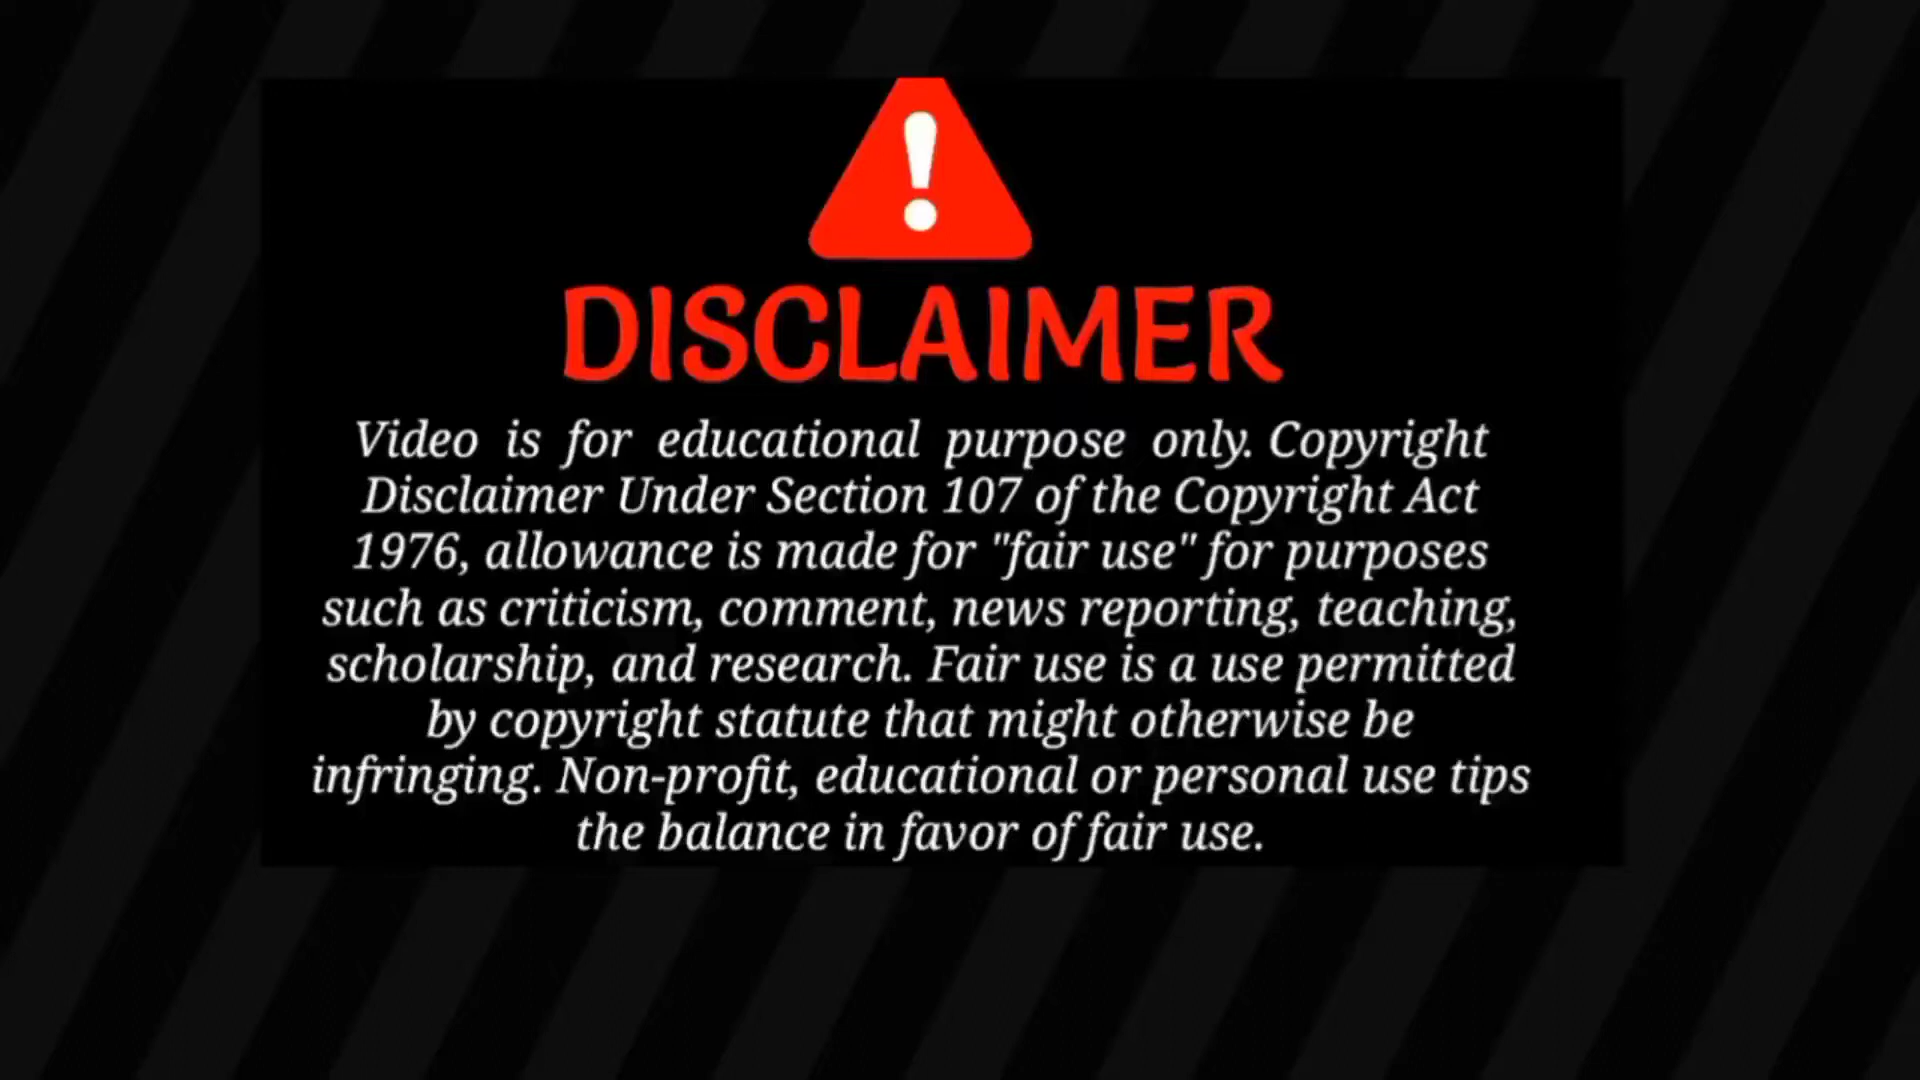 DISCLAIMER
Video is for educational purpose only. Copyright
Disclaimer Under Section 107 of the Copyright Act
1976, allowance is made for "fair use" for purposes
such as criticism, comment, news reporting, teaching,
scholarship, and research. Fair use is a use permitted
by copyright statute that might otherwise be
infringing. Non-profit, educational or personal use tips
the balance in favor of fair use.